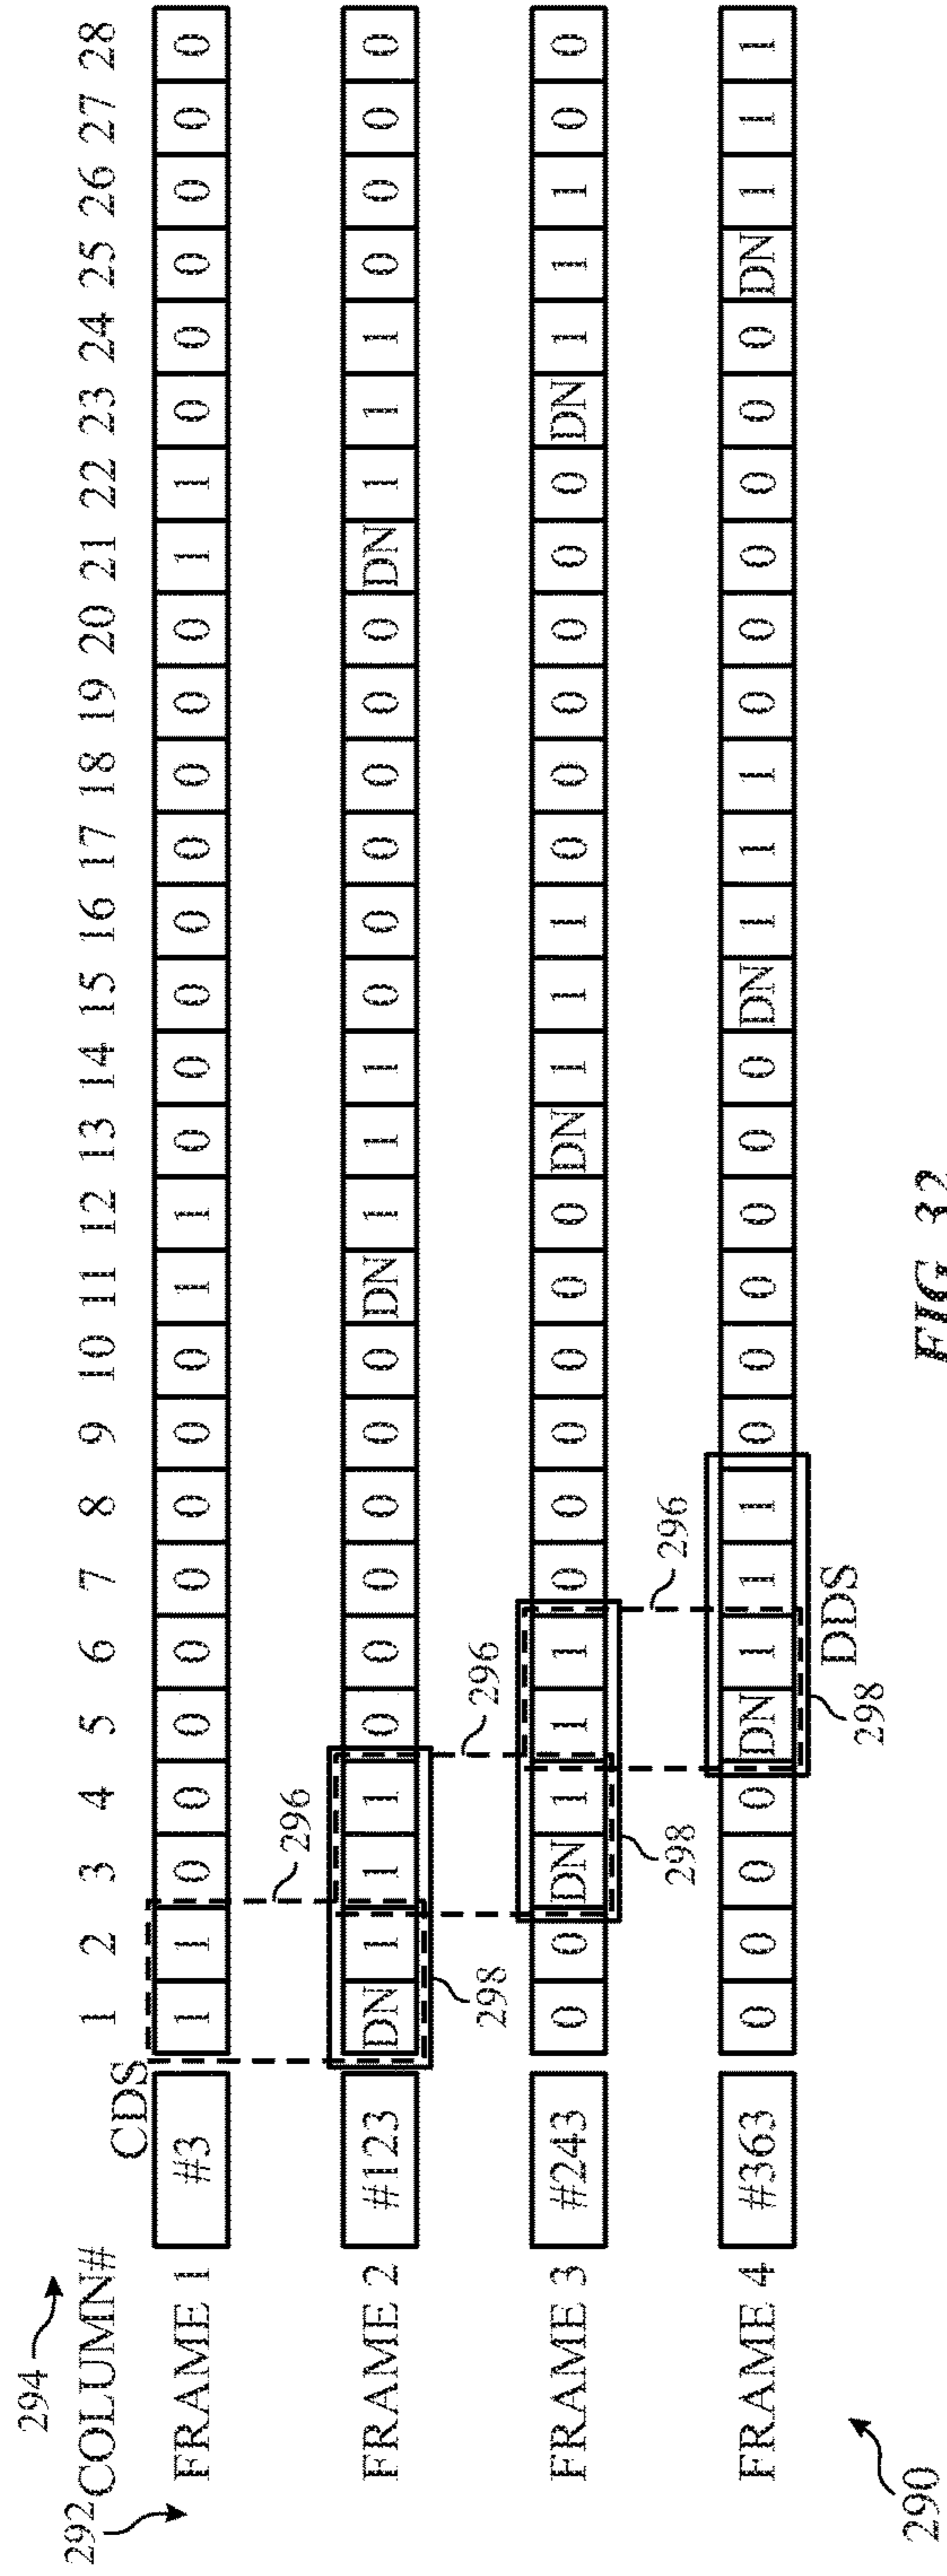 294
292 COLUMN# 1 2 3 4 5 6 7 8 9 10 11 12 13 14 15 16 17 18 19 20 21 22 23 24 25 26 27 28
CDS
FRAME 1 #3 1 1 0 0 0 0 0 0 0 0 1 1 0 0 0 0 0 0 0 0 1 1 0 0 0 0 0 0
296
FRAME 2 #123 DN 1 1 1 0 0 0 0 0 0 DN 1 1 1 0 0 0 0 0 0 DN 1 1 1 0 0 0 0
298 296
FRAME 3 #243 0 0 DN 1 1 1 0 0 0 0 0 0 DN 1 1 1 0 0 0 0 0 0 DN 1 1 1 0 0
298 296
FRAME 4 #363 0 0 0 0 DN 1 1 1 0 0 0 0 0 0 DN 1 1 1 0 0 0 0 0 0 DN 1 1 1
298 DDS
290
FIG. 32